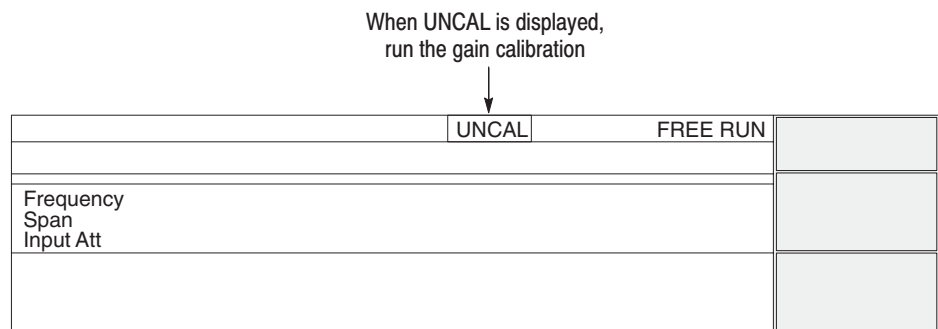 When UNCAL is displayed,
run the gain calibration
UNCAL FREE RUN
Frequency
Span
Input Att